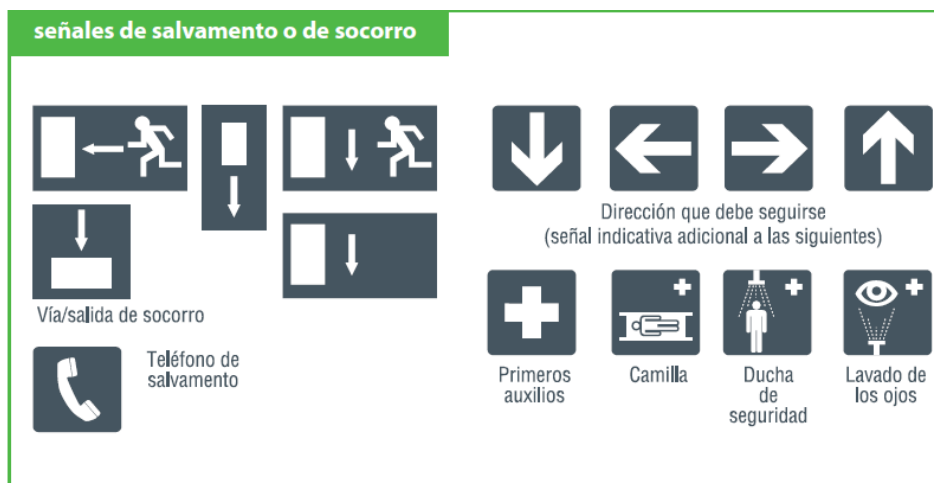 señales de salvamento o de socorro
Vía/salida de socorro
Teléfono de
salvamento
Dirección que debe seguirse
(señal indicativa adicional a las siguientes)
Primeros
auxilios
Camilla
Ducha
de
seguridad
Lavado de
los ojos